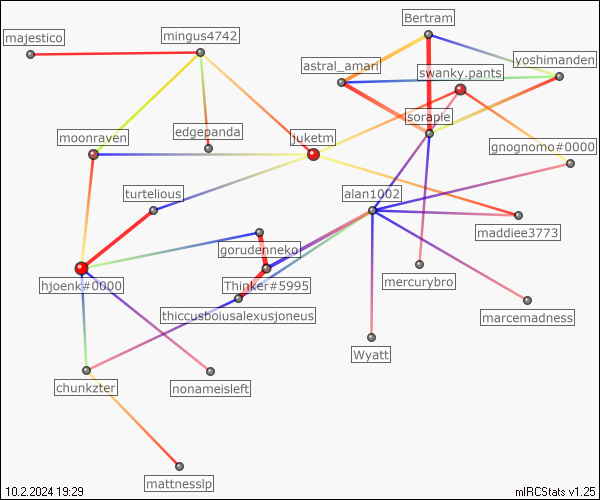 Bertram
majestico
mingus4742
astral_amari
yoshimanden
swanky.pants
sorapie
edgepanda
moonraven
juketm
gnognomo#0000
turtelious
alan1002
maddiee3773
gorudenneko
hjoenk#0000
Thinker#5995
mercurybro
thiccusboiusalexusjoneus
marcemadness
Wyatt
chunkzter
nonameisleft
mattnesslp
10.2.2024 19:29
mIRCStats v1.25